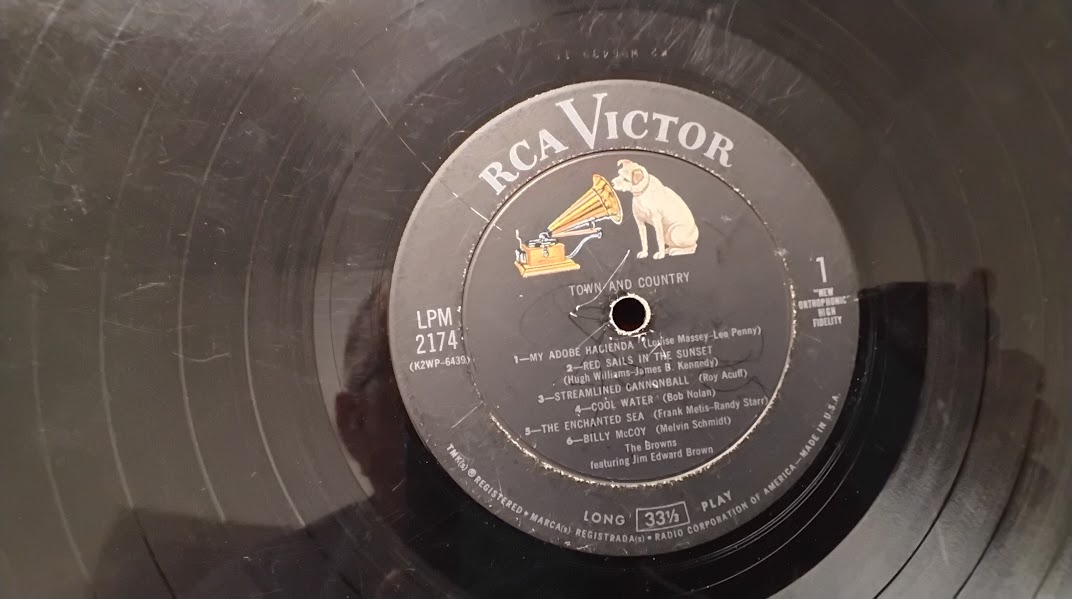 RCA VICTOR
TOWN AND COUNTRY
LPM
2174
(K2WP-6439)
1
"NEW
ORTHOPHONIC"
HIGH
FIDELITY
1—MY ADOBE HACIENDA (Louise Massey-Lee Penny)
2—RED SAILS IN THE SUNSET
(Hugh Williams-James B. Kennedy)
3—STREAMLINED CANNONBALL (Roy Acuff)
4—COOL WATER (Bob Nolan)
5—THE ENCHANTED SEA (Frank Metis-Randy Starr)
6—BILLY McCOY (Melvin Schmidt)
The Browns
featuring Jim Edward Brown
LONG 33⅓ PLAY
TMK(s) ® REGISTERED • MARCA(s) REGISTRADA(s) • RADIO CORPORATION OF AMERICA—MADE IN U.S.A.